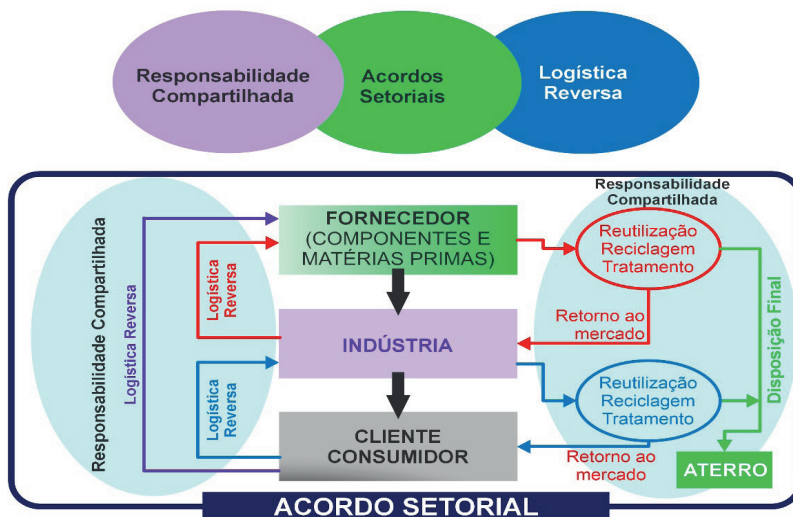 Responsabilidade
Compartilhada
Acordos
Setoriais
Logística
Reversa
Responsabilidade Compartilhada
Logística Reversa
Logística
Reversa
Logística
Reversa
FORNECEDOR
(COMPONENTES E
MATÉRIAS PRIMAS)
INDÚSTRIA
CLIENTE
CONSUMIDOR
Responsabilidade
Compartilhada
Reutilização
Reciclagem
Tratamento
Retorno ao
mercado
Reutilização
Reciclagem
Tratamento
Retorno ao
mercado
Disposição Final
ATERRO
ACORDO SETORIAL